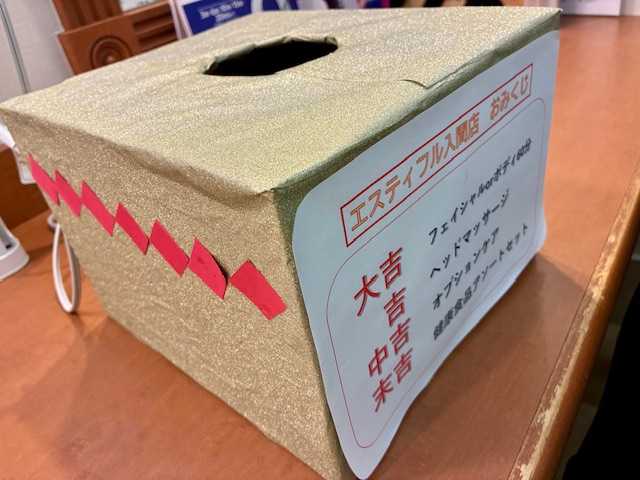 エスティフル入間店 おみくじ
大吉 フェイシャルorボディ60分
吉 ヘッドマッサージ
中吉 オプションケア
末吉 健康食品アソートセット